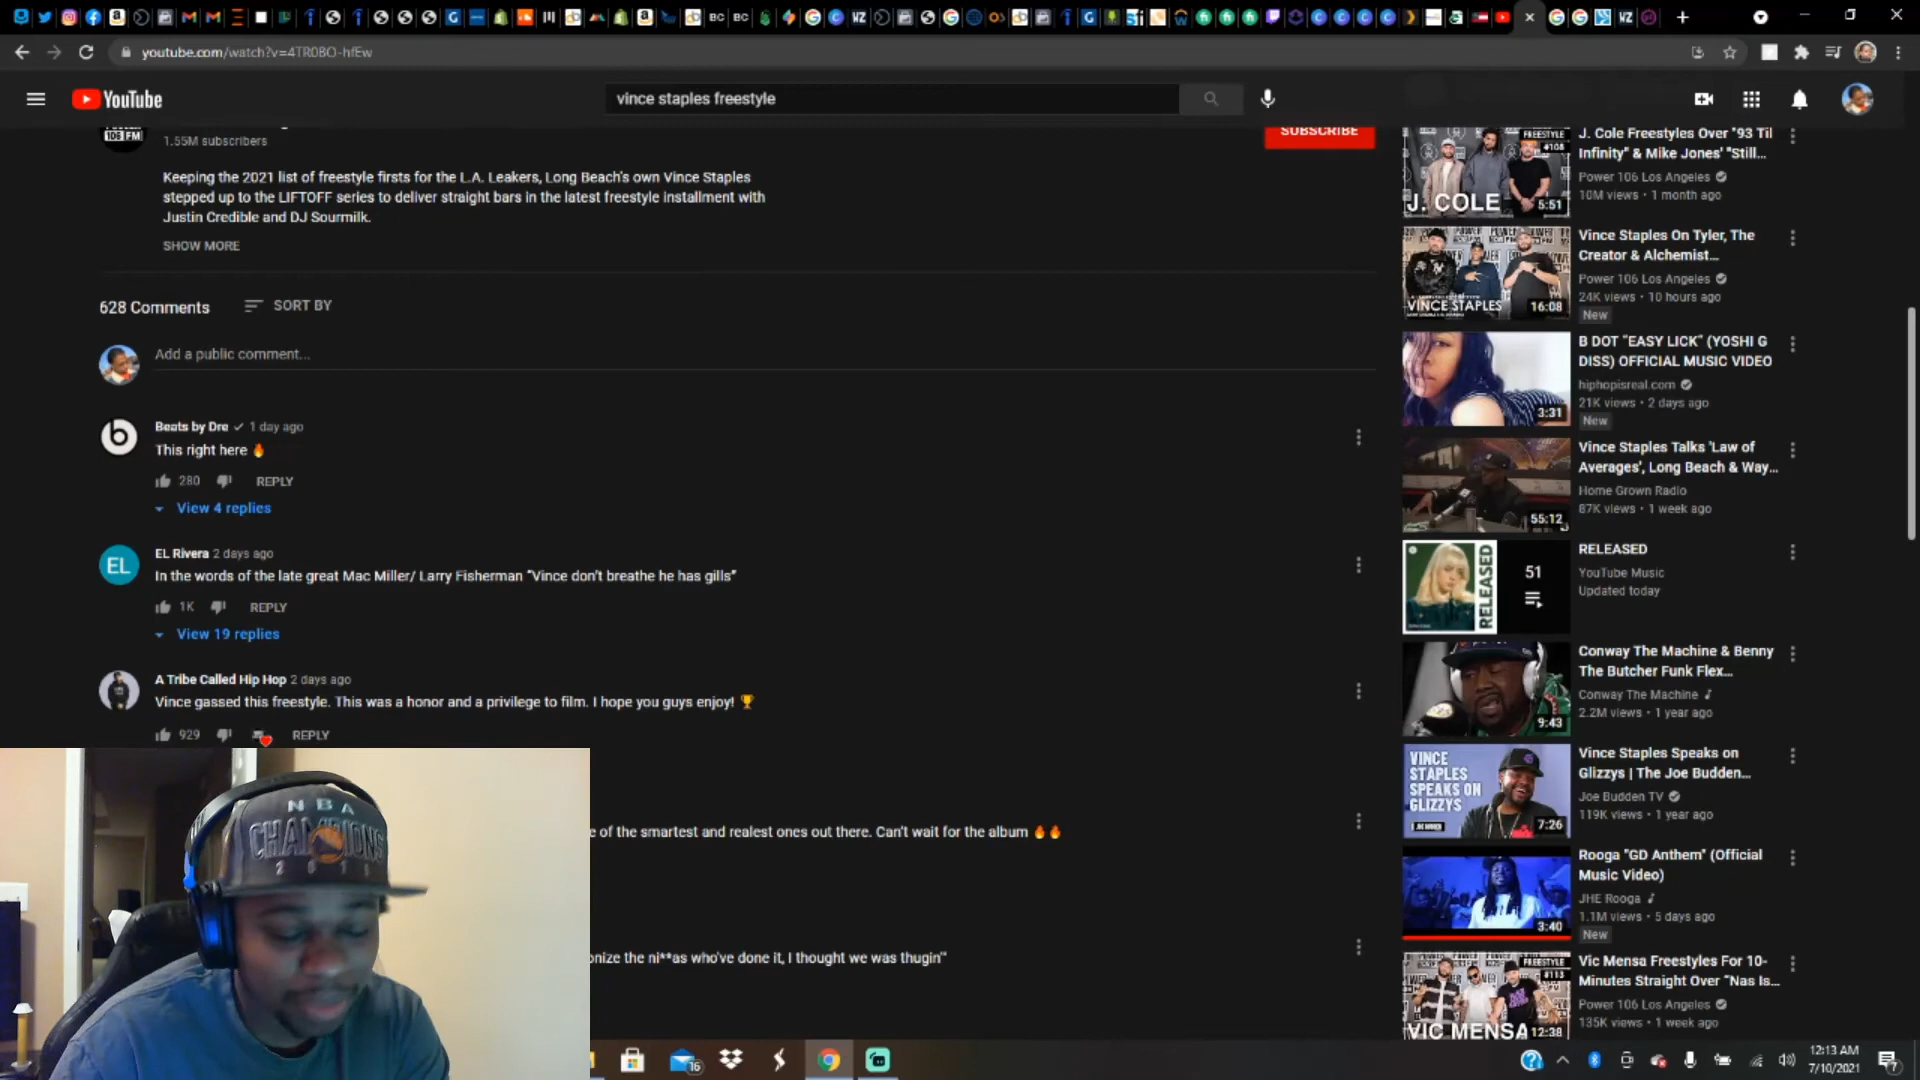 youtube.com/watch?v=4TR0BO-hfEw
YouTube
vince staples freestyle
106 FM
1.55M subscribers
SUBSCRIBE
Keeping the 2021 list of freestyle firsts for the L.A. Leakers, Long Beach's own Vince Staples
stepped up to the LIFTOFF series to deliver straight bars in the latest freestyle installment with
Justin Credible and DJ Sourmilk.
SHOW MORE
628 Comments
SORT BY
Add a public comment...
Beats by Dre 1 day ago
This right here 🔥
280 REPLY
View 4 replies
EL
EL Rivera 2 days ago
In the words of the late great Mac Miller/ Larry Fisherman “Vince don't breathe he has gills”
1K REPLY
View 19 replies
A Tribe Called Hip Hop 2 days ago
Vince gassed this freestyle. This was a honor and a privilege to film. I hope you guys enjoy! 🏆
929 REPLY
e of the smartest and realest ones out there. Can't wait for the album 🔥🔥
onize the ni**as who've done it, I thought we was thugin"
NBA
CHAMPIONS
FREESTYLE
#108
J. COLE
5:51
J. Cole Freestyles Over "93 Til
Infinity" & Mike Jones' "Still...
Power 106 Los Angeles
10M views • 1 month ago
VINCE STAPLES
16:08
Vince Staples On Tyler, The
Creator & Alchemist...
Power 106 Los Angeles
24K views • 10 hours ago
New
3:31
B DOT "EASY LICK" (YOSHI G
DISS) OFFICIAL MUSIC VIDEO
hiphopisreal.com
21K views • 2 days ago
New
55:12
Vince Staples Talks 'Law of
Averages', Long Beach & Way...
Home Grown Radio
87K views • 1 week ago
RELEASED
51
RELEASED
YouTube Music
Updated today
9:43
Conway The Machine & Benny
The Butcher Funk Flex...
Conway The Machine
2.2M views • 1 year ago
VINCE
STAPLES
SPEAKS ON
GLIZZYS
7:26
Vince Staples Speaks on
Glizzys | The Joe Budden...
Joe Budden TV
119K views • 1 year ago
3:40
Rooga "GD Anthem" (Official
Music Video)
JHE Rooga
1.1M views • 5 days ago
New
FREESTYLE
#113
VIC MENSA
12:38
Vic Mensa Freestyles For 10-
Minutes Straight Over "Nas Is...
Power 106 Los Angeles
135K views • 1 week ago
16
12:13 AM
7/10/2021
7